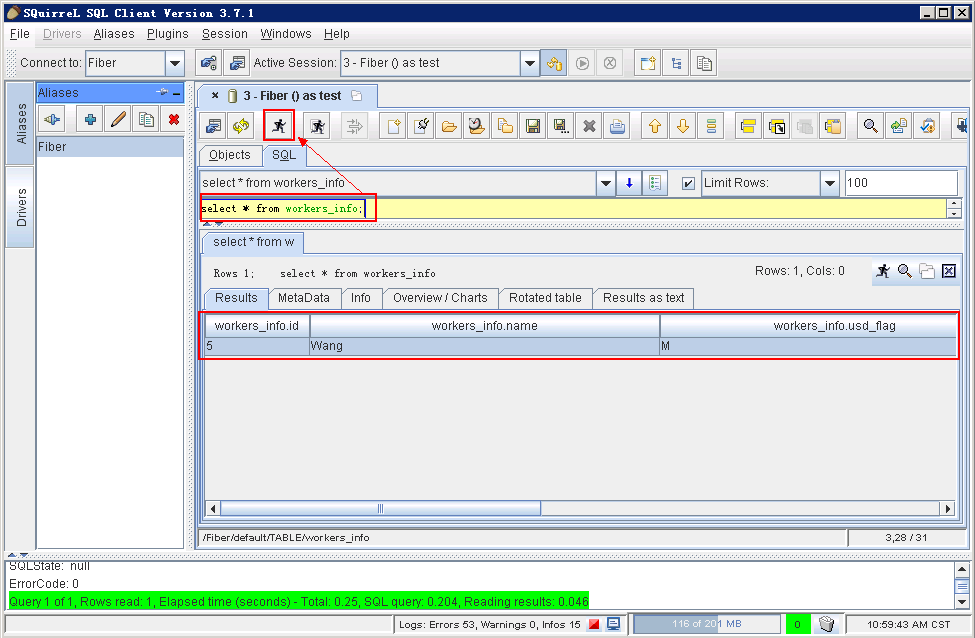 SQuirreL SQL Client Version 3.7.1
File Drivers Aliases Plugins Session Windows Help
Connect to: Fiber Active Session: 3 - Fiber () as test
Aliases
Drivers
Aliases
Fiber
3 - Fiber () as test
Objects SQL
select * from workers_info Limit Rows: 100
select * from workers_info;
select * from w
Rows 1; select * from workers_info Rows: 1, Cols: 0
Results MetaData Info Overview / Charts Rotated table Results as text
workers_info.id workers_info.name workers_info.usd_flag
5 Wang M
/Fiber/default/TABLE/workers_info 3,28 / 31
SQLState: null
ErrorCode: 0
Query 1 of 1, Rows read: 1, Elapsed time (seconds) - Total: 0.25, SQL query: 0.204, Reading results: 0.046
Logs: Errors 53, Warnings 0, Infos 15 116 of 201 MB 0 10:59:43 AM CST